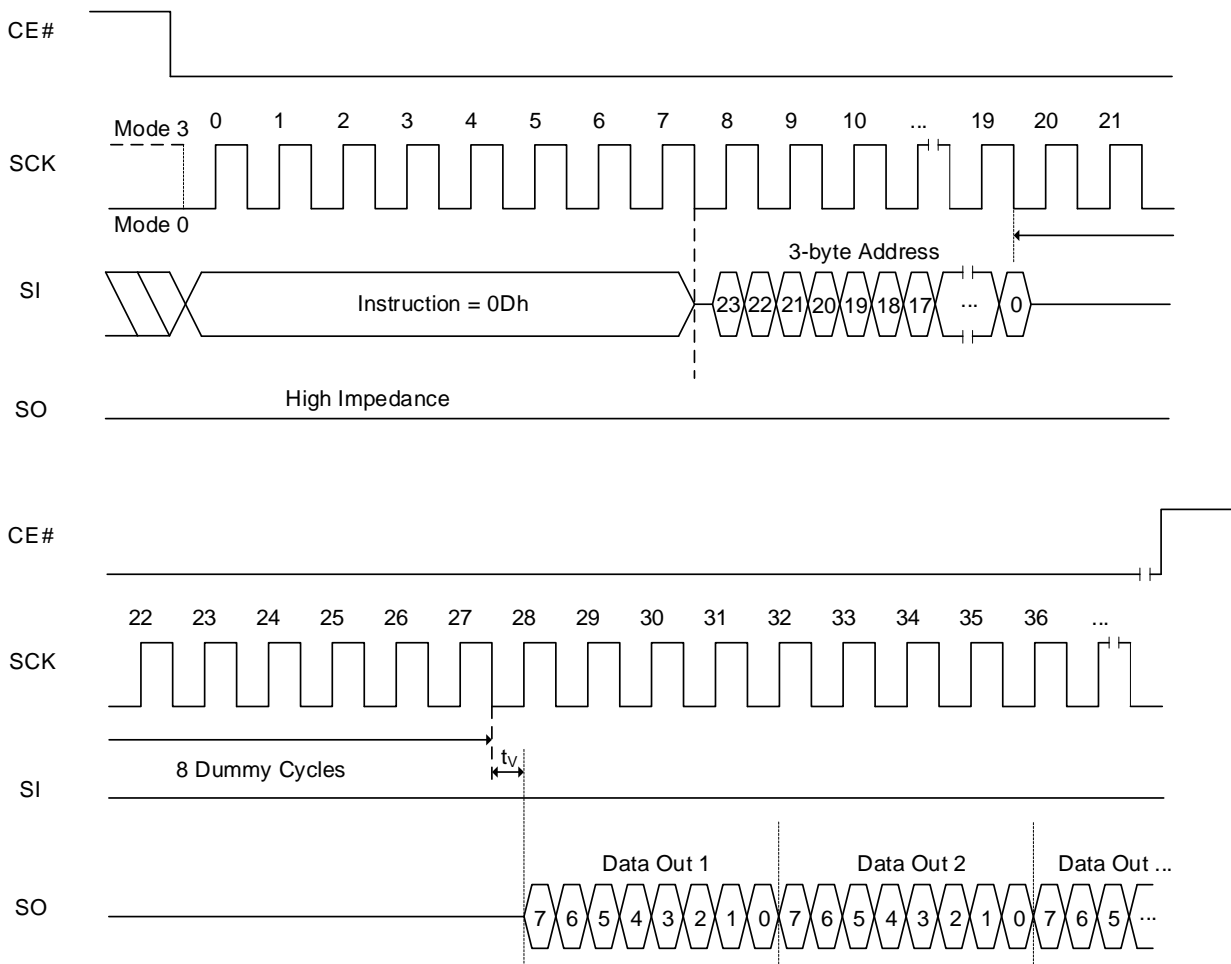 CE#
Mode 3
0 1 2 3 4 5 6 7 8 9 10 ... 19 20 21
SCK
Mode 0
3-byte Address
SI
Instruction = 0Dh
23 22 21 20 19 18 17 ... 0
SO
High Impedance
CE#
22 23 24 25 26 27 28 29 30 31 32 33 34 35 36 ...
SCK
tV
8 Dummy Cycles
SI
Data Out 1 Data Out 2 Data Out ...
SO
7 6 5 4 3 2 1 0 7 6 5 4 3 2 1 0 7 6 5 ...